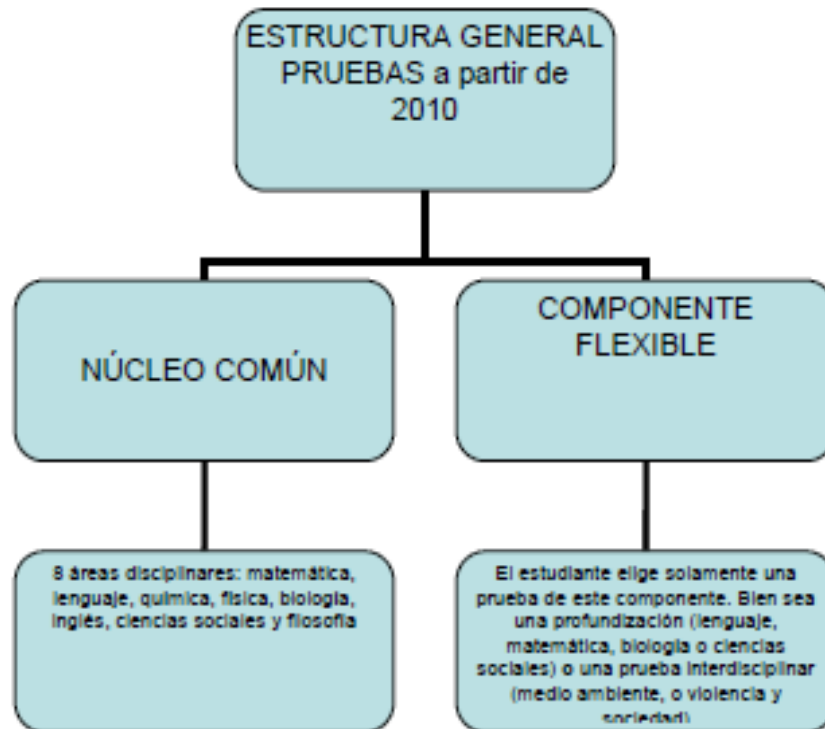 ESTRUCTURA GENERAL
PRUEBAS a partir de
2010
NÚCLEO COMÚN
COMPONENTE
FLEXIBLE
8 áreas disciplinares: matemática,
lenguaje, química, física, biología,
inglés, ciencias sociales y filosofía
El estudiante elige solamente una
prueba de este componente. Bien sea
una profundización (lenguaje,
matemática, biología o ciencias
sociales) o una prueba interdisciplinar
(medio ambiente, o violencia y
sociedad)